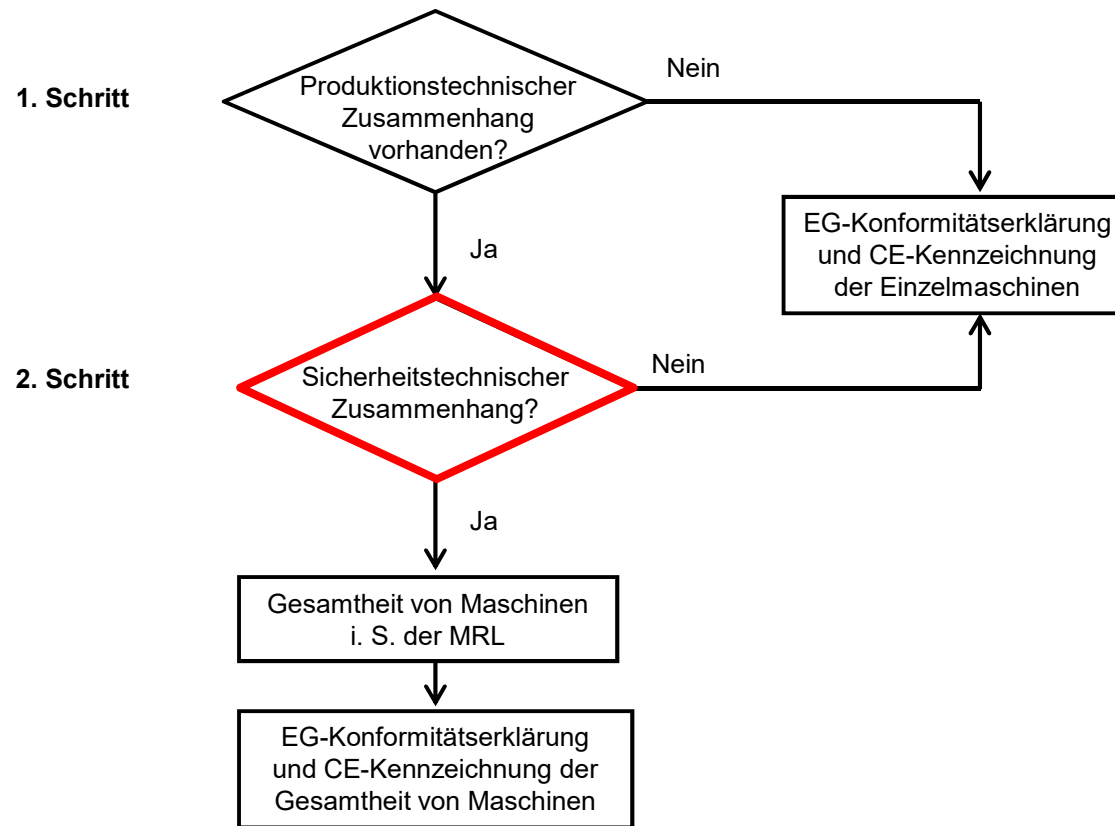 1. Schritt
Produktionstechnischer
Zusammenhang
vorhanden?
Nein
EG-Konformitätserklärung
und CE-Kennzeichnung
der Einzelmaschinen
Ja
2. Schritt
Sicherheitstechnischer
Zusammenhang?
Nein
Ja
Gesamtheit von Maschinen
i. S. der MRL
EG-Konformitätserklärung
und CE-Kennzeichnung der
Gesamtheit von Maschinen